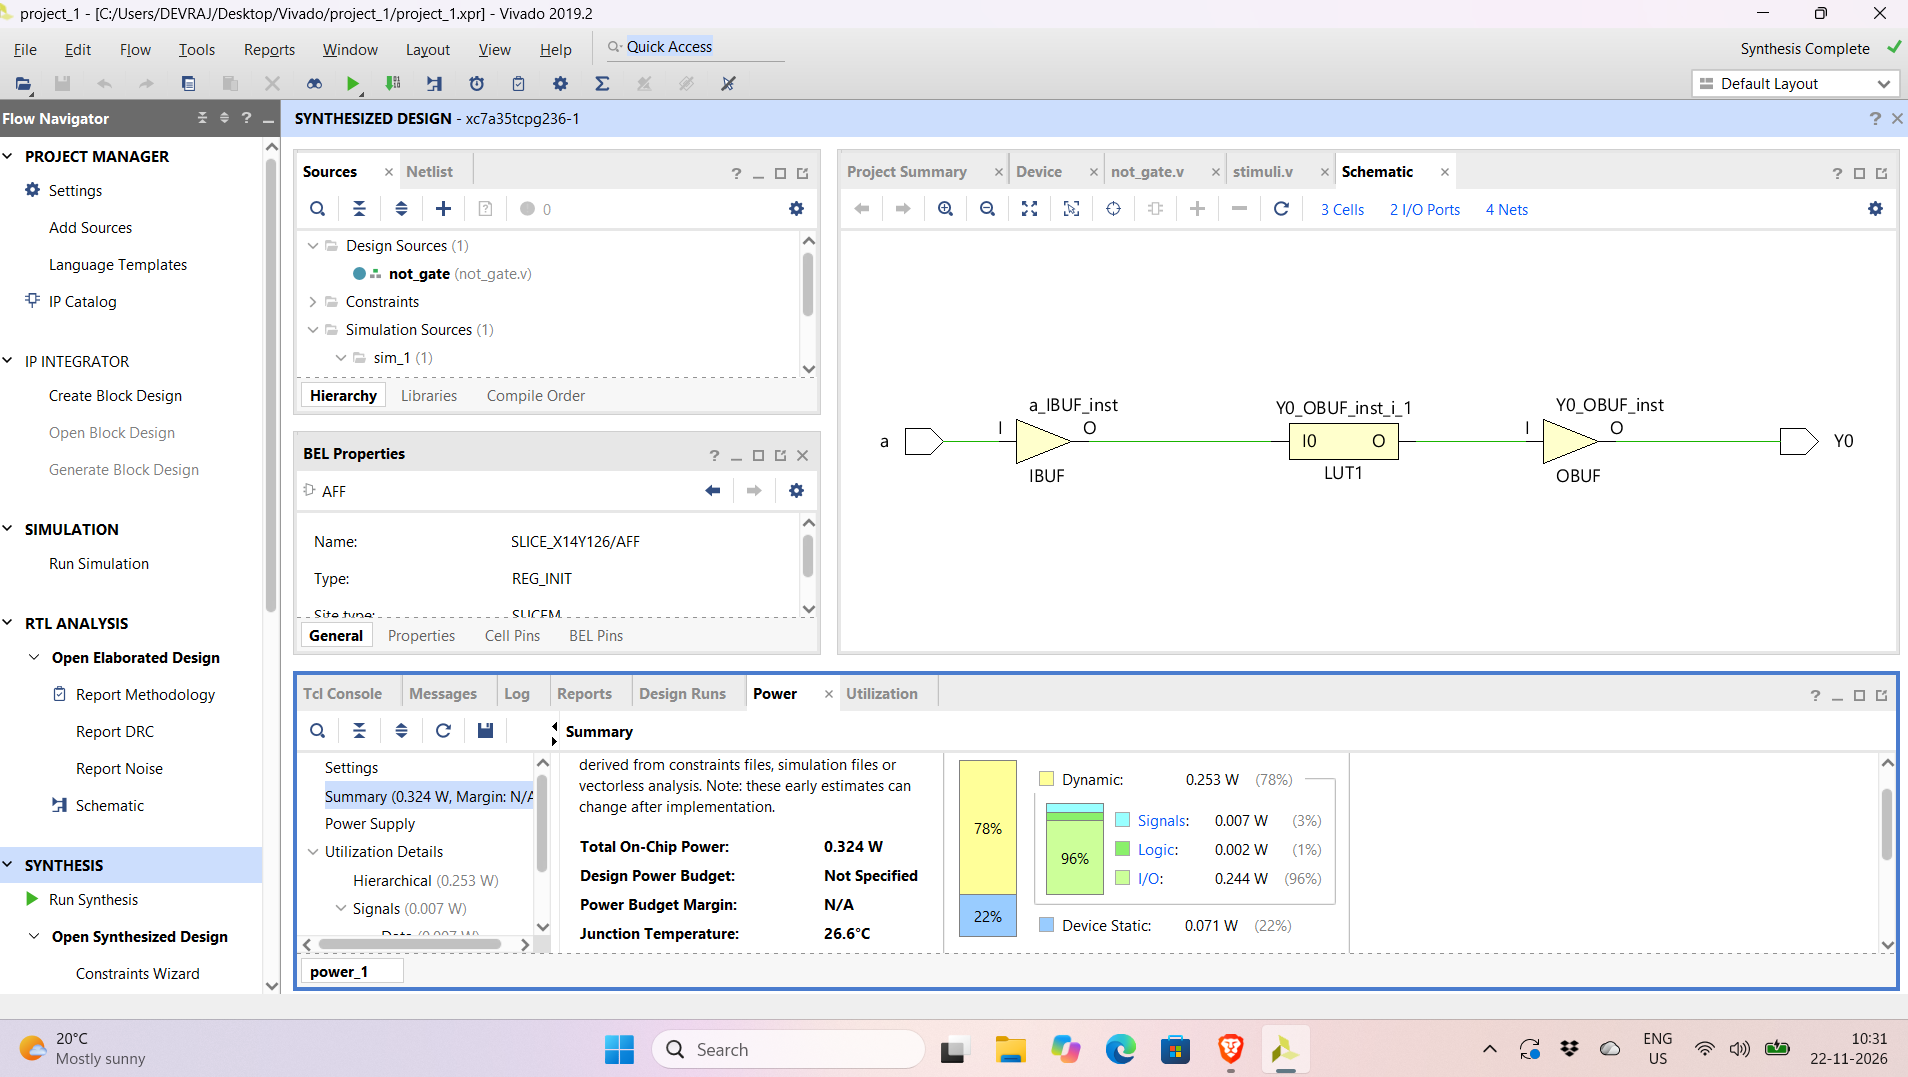 project_1 - [C:/Users/DEVRAJ/Desktop/Vivado/project_1/project_1.xpr] - Vivado 2019.2
File Edit Flow Tools Reports Window Layout View Help Quick Access
Synthesis Complete
Default Layout
Flow Navigator
PROJECT MANAGER
Settings
Add Sources
Language Templates
IP Catalog
IP INTEGRATOR
Create Block Design
Open Block Design
Generate Block Design
SIMULATION
Run Simulation
RTL ANALYSIS
Open Elaborated Design
Report Methodology
Report DRC
Report Noise
Schematic
SYNTHESIS
Run Synthesis
Open Synthesized Design
Constraints Wizard
SYNTHESIZED DESIGN - xc7a35tcpg236-1
Sources Netlist
0
Design Sources (1)
not_gate (not_gate.v)
Constraints
Simulation Sources (1)
sim_1 (1)
Hierarchy Libraries Compile Order
BEL Properties
AFF
Name: SLICE_X14Y126/AFF
Type: REG_INIT
Site type: SLICEM
General Properties Cell Pins BEL Pins
Project Summary Device not_gate.v stimuli.v Schematic
3 Cells 2 I/O Ports 4 Nets
a_IBUF_inst Y0_OBUF_inst_i_1 Y0_OBUF_inst
I O I O
a I0 O Y0
IBUF LUT1 OBUF
Tcl Console Messages Log Reports Design Runs Power Utilization
Summary
Settings
Summary (0.324 W, Margin: N/A
Power Supply
Utilization Details
Hierarchical (0.253 W)
Signals (0.007 W)
Data (0.007 W)
derived from constraints files, simulation files or
vectorless analysis. Note: these early estimates can
change after implementation.
Total On-Chip Power: 0.324 W
Design Power Budget: Not Specified
Power Budget Margin: N/A
Junction Temperature: 26.6°C
78%
22%
Dynamic: 0.253 W (78%)
96%
Signals: 0.007 W (3%)
Logic: 0.002 W (1%)
I/O: 0.244 W (96%)
Device Static: 0.071 W (22%)
power_1
20°C
Mostly sunny
Search
ENG
US
10:31
22-11-2026